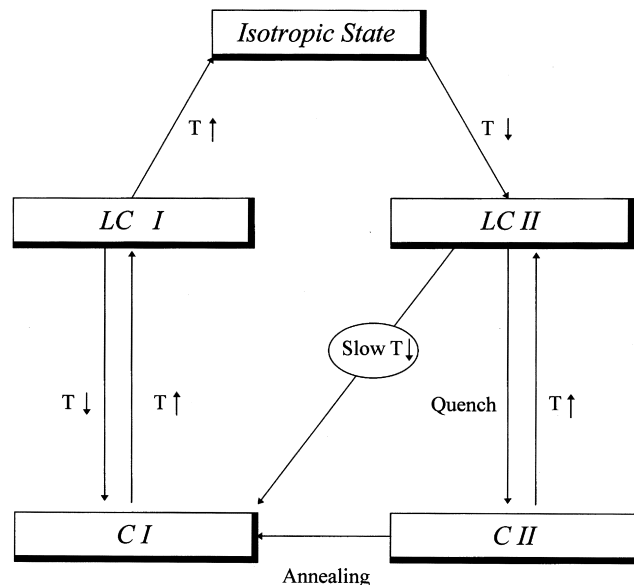 Isotropic State
T ↑
T ↓
LC I
LC II
Slow T↓
T ↓
T ↑
Quench
T ↑
C I
C II
Annealing